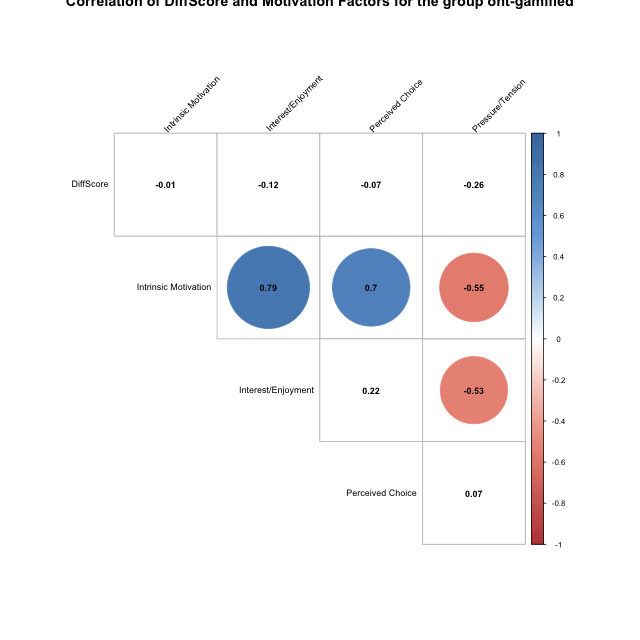 Correlation of DiffScore and Motivation Factors for the group ont-gamified
Intrinsic Motivation
Interest/Enjoyment
Perceived Choice
Pressure/Tension
DiffScore -0.01 -0.12 -0.07 -0.26
Intrinsic Motivation 0.79 0.7 -0.55
Interest/Enjoyment 0.22 -0.53
Perceived Choice 0.07
1
0.8
0.6
0.4
0.2
0
-0.2
-0.4
-0.6
-0.8
-1